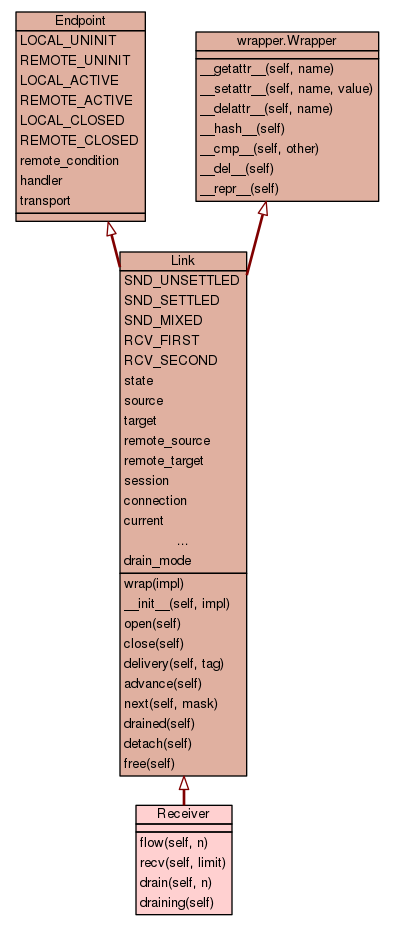 Endpoint
LOCAL_UNINIT
REMOTE_UNINIT
LOCAL_ACTIVE
REMOTE_ACTIVE
LOCAL_CLOSED
REMOTE_CLOSED
remote_condition
handler
transport
wrapper.Wrapper
__getattr__(self, name)
__setattr__(self, name, value)
__delattr__(self, name)
__hash__(self)
__cmp__(self, other)
__del__(self)
__repr__(self)
Link
SND_UNSETTLED
SND_SETTLED
SND_MIXED
RCV_FIRST
RCV_SECOND
state
source
target
remote_source
remote_target
session
connection
current
...
drain_mode
wrap(impl)
__init__(self, impl)
open(self)
close(self)
delivery(self, tag)
advance(self)
next(self, mask)
drained(self)
detach(self)
free(self)
Receiver
flow(self, n)
recv(self, limit)
drain(self, n)
draining(self)